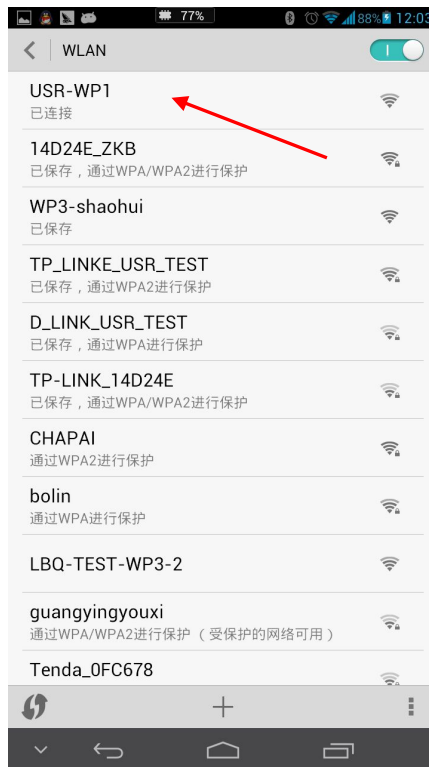 77%
88% 12:03
WLAN
USR-WP1
已连接
14D24E_ZKB
已保存，通过WPA/WPA2进行保护
WP3-shaohui
已保存
TP_LINKE_USR_TEST
已保存，通过WPA2进行保护
D_LINK_USR_TEST
已保存，通过WPA进行保护
TP-LINK_14D24E
已保存，通过WPA/WPA2进行保护
CHAPAI
通过WPA2进行保护
bolin
通过WPA进行保护
LBQ-TEST-WP3-2
guangyingyouxi
通过WPA/WPA2进行保护 （受保护的网络可用）
Tenda_0FC678